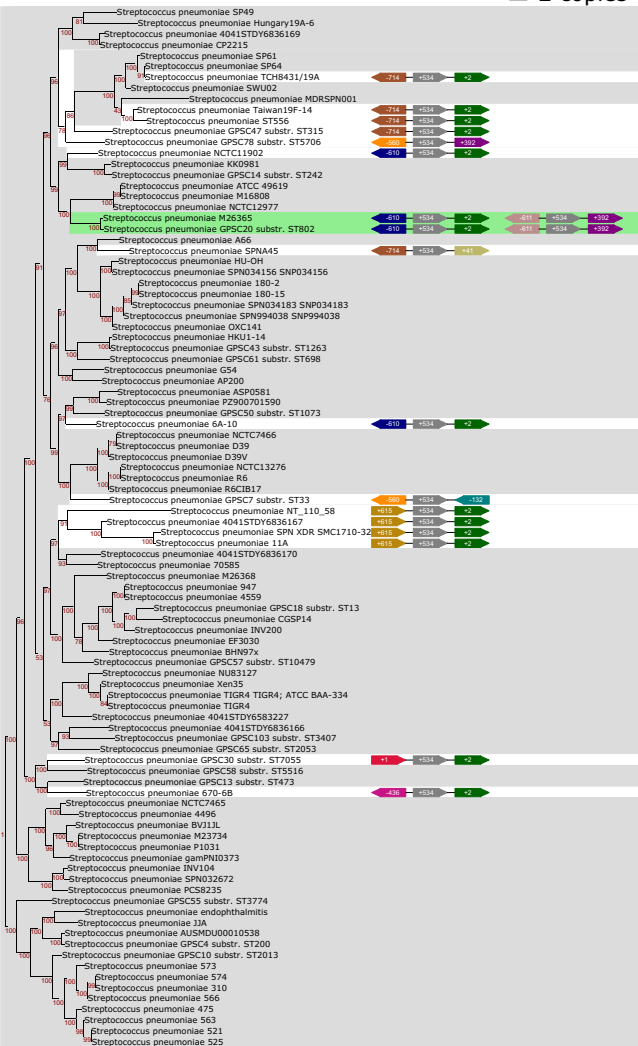 2 copies
Streptococcus pneumoniae SP49
Streptococcus pneumoniae Hungary19A-6
Streptococcus pneumoniae 4041STDY6836169
Streptococcus pneumoniae CP2215
Streptococcus pneumoniae SP61
Streptococcus pneumoniae SP64
Streptococcus pneumoniae TCH8431/19A -714 +534 +2
Streptococcus pneumoniae SWU02
Streptococcus pneumoniae MDRSPN001
Streptococcus pneumoniae Taiwan19F-14 -714 +534 +2
Streptococcus pneumoniae ST556 -714 +534 +2
Streptococcus pneumoniae GPSC47 substr. ST315 -714 +534 +2
Streptococcus pneumoniae GPSC78 substr. ST5706 -560 +534 +392
Streptococcus pneumoniae NCTC11902 -610 +534 +2
Streptococcus pneumoniae KK0981
Streptococcus pneumoniae GPSC14 substr. ST242
Streptococcus pneumoniae ATCC 49619
Streptococcus pneumoniae M16808
Streptococcus pneumoniae NCTC12977
Streptococcus pneumoniae M26365 -610 +534 +2 -611 +534 +392
Streptococcus pneumoniae GPSC20 substr. ST802 -610 +534 +2 -611 +534 +392
Streptococcus pneumoniae A66
Streptococcus pneumoniae SPNA45 -714 +534 +41
Streptococcus pneumoniae HU-OH
Streptococcus pneumoniae SPN034156 SNP034156
Streptococcus pneumoniae 180-2
Streptococcus pneumoniae 180-15
Streptococcus pneumoniae SPN034183 SNP034183
Streptococcus pneumoniae SPN994038 SNP994038
Streptococcus pneumoniae OXC141
Streptococcus pneumoniae HKU1-14
Streptococcus pneumoniae GPSC43 substr. ST1263
Streptococcus pneumoniae GPSC61 substr. ST698
Streptococcus pneumoniae G54
Streptococcus pneumoniae AP200
Streptococcus pneumoniae ASP0581
Streptococcus pneumoniae PZ900701590
Streptococcus pneumoniae GPSC50 substr. ST1073
Streptococcus pneumoniae 6A-10 -610 +534 +2
Streptococcus pneumoniae NCTC7466
Streptococcus pneumoniae D39
Streptococcus pneumoniae D39V
Streptococcus pneumoniae NCTC13276
Streptococcus pneumoniae R6
Streptococcus pneumoniae R6CIB17
Streptococcus pneumoniae GPSC7 substr. ST33 -560 +534 -132
Streptococcus pneumoniae NT_110_58 +615 +534 +2
Streptococcus pneumoniae 4041STDY6836167 +615 +534 +2
Streptococcus pneumoniae SPN XDR SMC1710-32 +615 +534 +2
Streptococcus pneumoniae 11A +615 +534 +2
Streptococcus pneumoniae 4041STDY6836170
Streptococcus pneumoniae 70585
Streptococcus pneumoniae M26368
Streptococcus pneumoniae 947
Streptococcus pneumoniae 4559
Streptococcus pneumoniae GPSC18 substr. ST13
Streptococcus pneumoniae CGSP14
Streptococcus pneumoniae INV200
Streptococcus pneumoniae EF3030
Streptococcus pneumoniae BHN97x
Streptococcus pneumoniae GPSC57 substr. ST10479
Streptococcus pneumoniae NU83127
Streptococcus pneumoniae Xen35
Streptococcus pneumoniae TIGR4 TIGR4; ATCC BAA-334
Streptococcus pneumoniae TIGR4
Streptococcus pneumoniae 4041STDY6583227
Streptococcus pneumoniae 4041STDY6836166
Streptococcus pneumoniae GPSC103 substr. ST3407
Streptococcus pneumoniae GPSC65 substr. ST2053
Streptococcus pneumoniae GPSC30 substr. ST7055 +1 +534 +2
Streptococcus pneumoniae GPSC58 substr. ST5516
Streptococcus pneumoniae GPSC13 substr. ST473
Streptococcus pneumoniae 670-6B -436 +534 +2
Streptococcus pneumoniae NCTC7465
Streptococcus pneumoniae 4496
Streptococcus pneumoniae BVJ1JL
Streptococcus pneumoniae M23734
Streptococcus pneumoniae P1031
Streptococcus pneumoniae gamPNI0373
Streptococcus pneumoniae INV104
Streptococcus pneumoniae SPN032672
Streptococcus pneumoniae PCS8235
Streptococcus pneumoniae GPSC55 substr. ST3774
Streptococcus pneumoniae endophthalmitis
Streptococcus pneumoniae JJA
Streptococcus pneumoniae AUSMDU00010538
Streptococcus pneumoniae GPSC4 substr. ST200
Streptococcus pneumoniae GPSC10 substr. ST2013
Streptococcus pneumoniae 573
Streptococcus pneumoniae 574
Streptococcus pneumoniae 310
Streptococcus pneumoniae 566
Streptococcus pneumoniae 475
Streptococcus pneumoniae 563
Streptococcus pneumoniae 521
Streptococcus pneumoniae 525